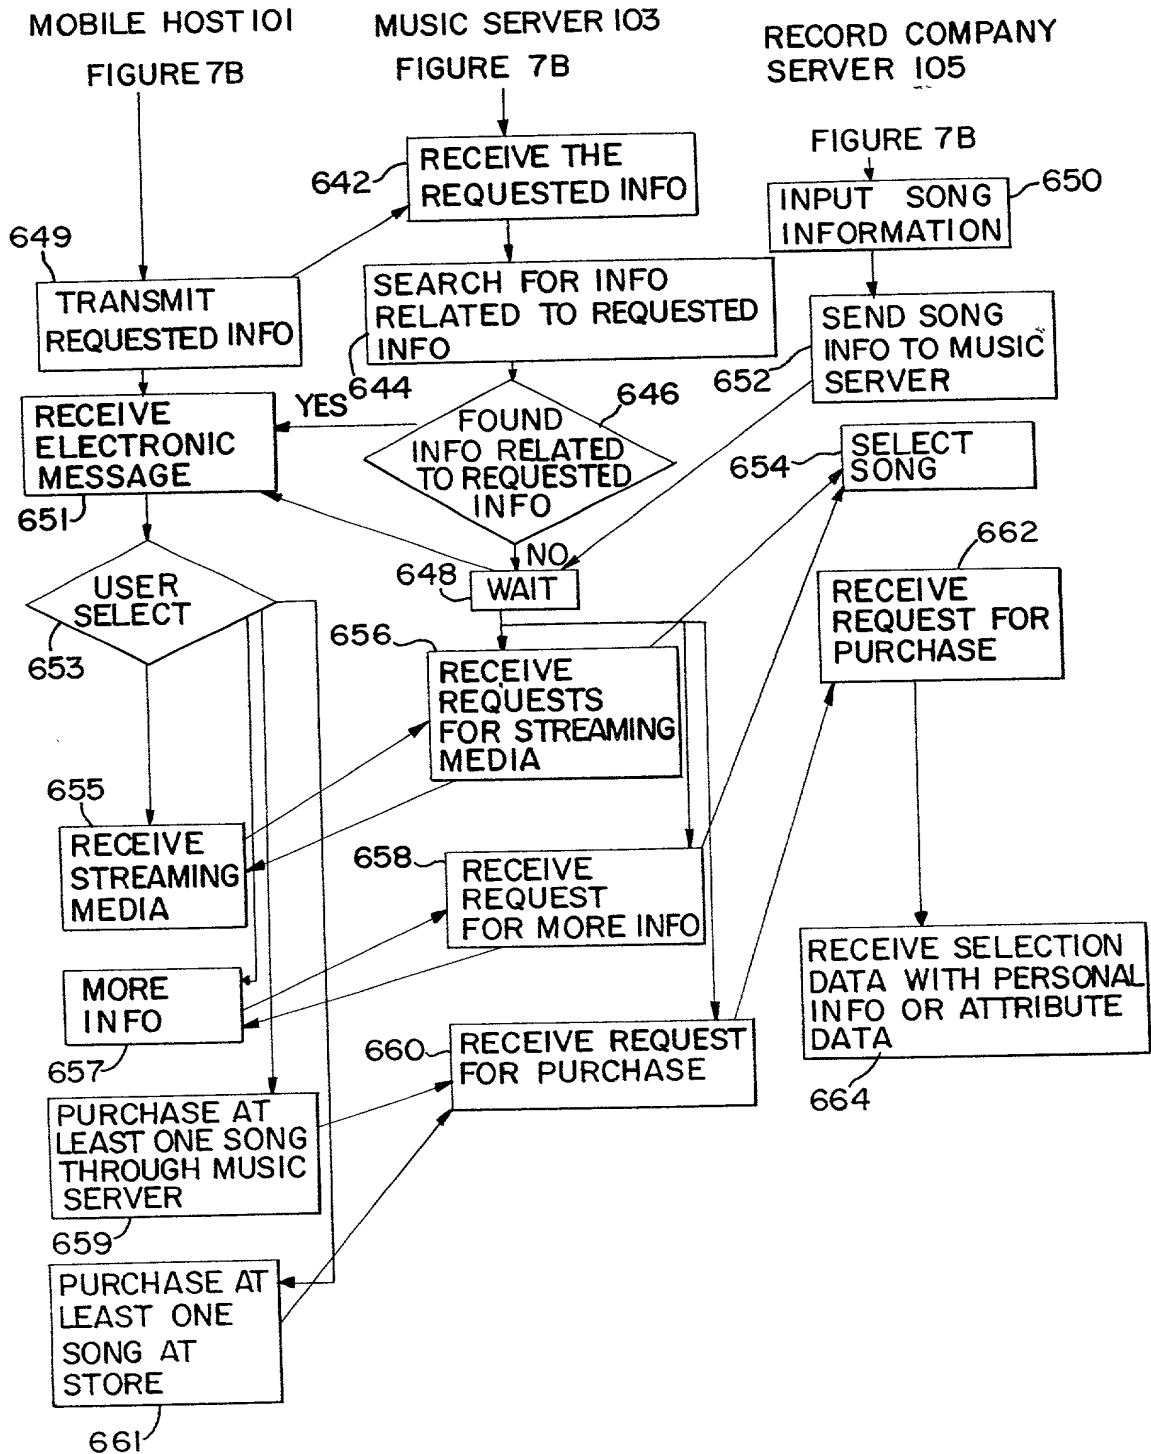 MOBILE HOST 101
FIGURE 7B
MUSIC SERVER 103
FIGURE 7B
RECORD COMPANY
SERVER 105
FIGURE 7B
642
RECEIVE THE
REQUESTED INFO
650
INPUT SONG
INFORMATION
649
TRANSMIT
REQUESTED INFO
SEARCH FOR INFO
RELATED TO REQUESTED
INFO
644
652
SEND SONG
INFO TO MUSIC
SERVER
RECEIVE
ELECTRONIC
MESSAGE
651
YES
646
FOUND
INFO RELATED
TO REQUESTED
INFO
654
SELECT
SONG
NO
648
WAIT
USER
SELECT
653
662
RECEIVE
REQUEST FOR
PURCHASE
656
RECEIVE
REQUESTS
FOR STREAMING
MEDIA
655
RECEIVE
STREAMING
MEDIA
658
RECEIVE
REQUEST
FOR MORE INFO
RECEIVE SELECTION
DATA WITH PERSONAL
INFO OR ATTRIBUTE
DATA
664
MORE
INFO
657
660
RECEIVE REQUEST
FOR PURCHASE
PURCHASE AT
LEAST ONE SONG
THROUGH MUSIC
SERVER
659
PURCHASE AT
LEAST ONE
SONG AT
STORE
661